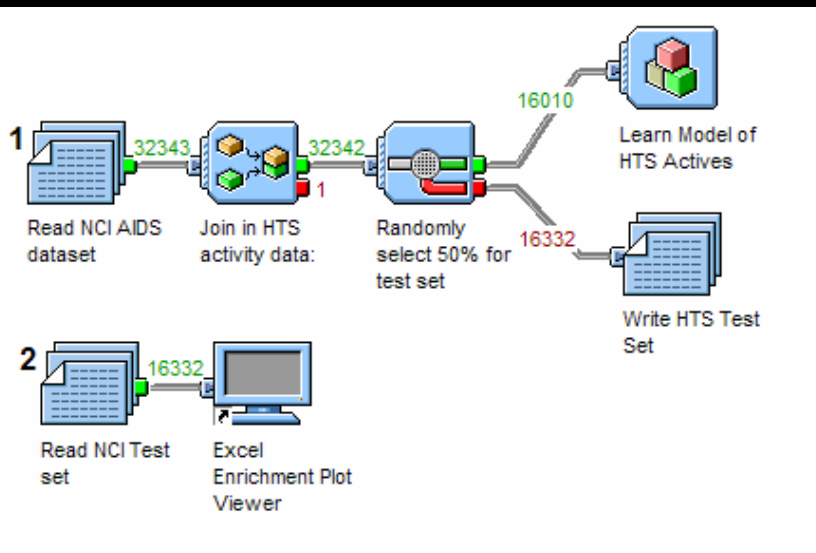 16010
Learn Model of
HTS Actives
1
32343
32342
1
Read NCI AIDS
dataset
Join in HTS
activity data:
Randomly
select 50% for
test set
16332
Write HTS Test
Set
2
16332
Read NCI Test
set
Excel
Enrichment Plot
Viewer